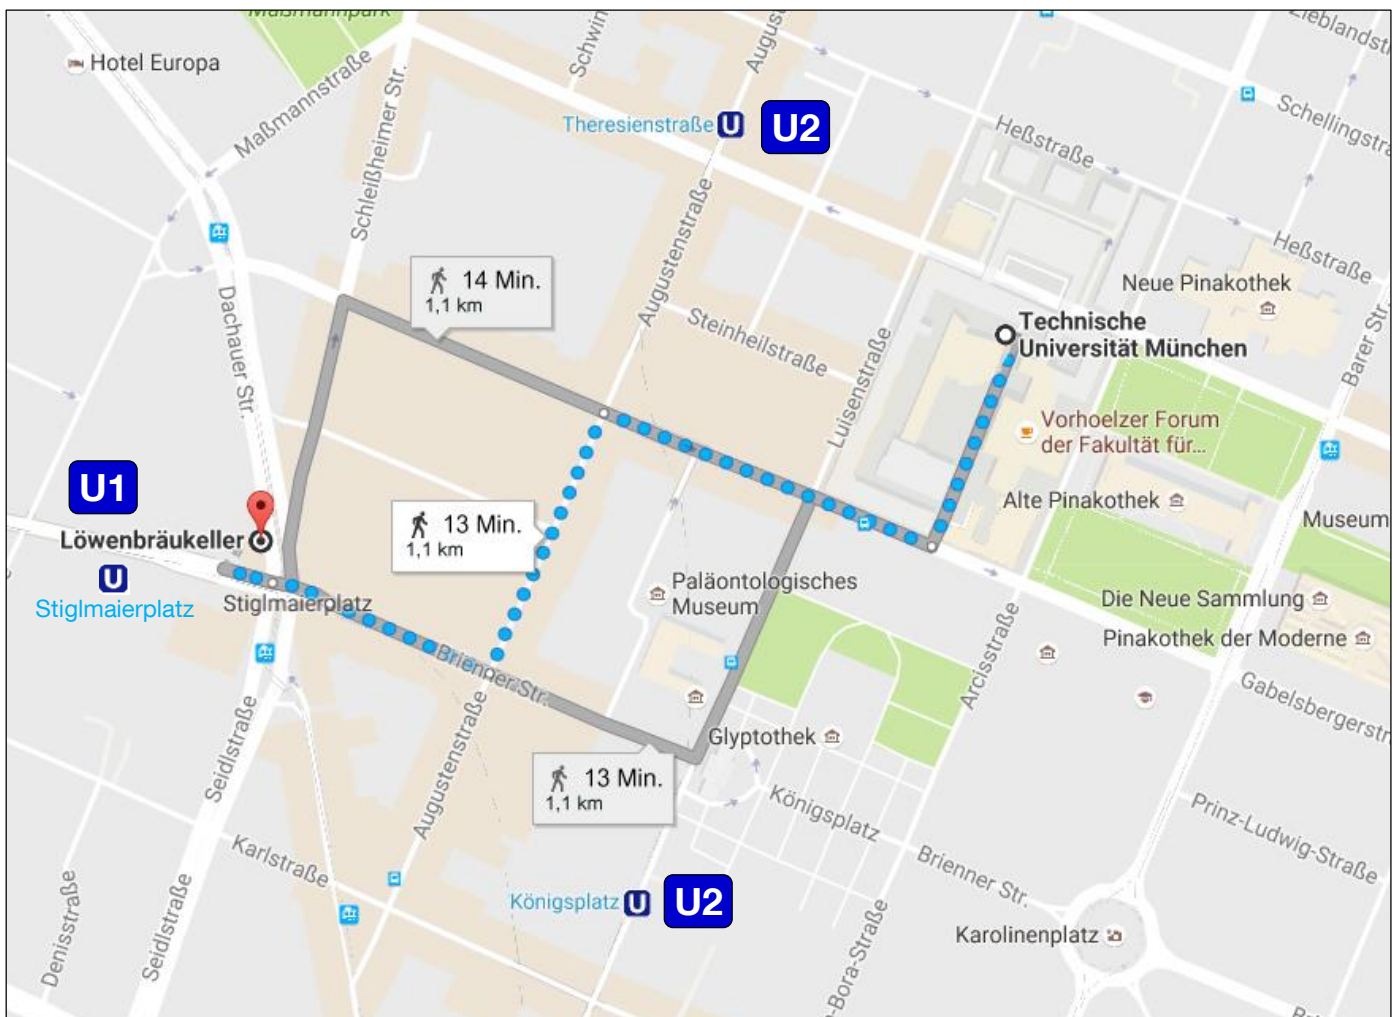 Maßmannpark
Hotel Europa
Maßmannstraße
Schleißheimer Str.
Augus
Theresienstraße U U2
Heßstraße
Schellingstra
Zieblandst
Heßstraße
Neue Pinakothek
Barer Str.
14 Min.
1,1 km
Dachauer Str.
Augustenstraße
Steinheilstraße
Luisenstraße
Technische
Universität München
Vorhoelzer Forum
der Fakultät für...
Alte Pinakothek
Museum
U1
Löwenbräukeller
U
Stiglmaierplatz
Stiglmaierplatz
13 Min.
1,1 km
Paläontologisches
Museum
Die Neue Sammlung
Pinakothek der Moderne
Arcisstraße
Gabelsbergerstr
Brienner Str.
Glyptothek
Seidlstraße
Augustenstraße
13 Min.
1,1 km
Königsplatz
Brienner Str.
Prinz-Ludwig-Straße
Karlstraße
Königsplatz U U2
Karolinenplatz
Denisstraße
Seidlstraße
-Bora-Straße